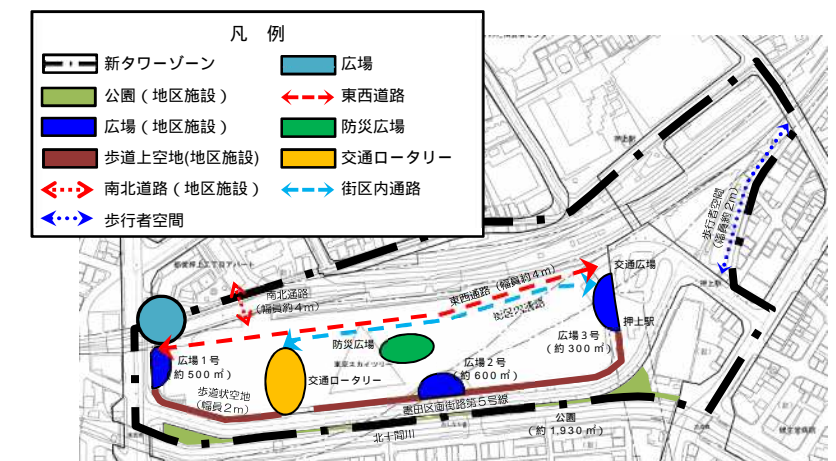 凡 例
新タワーゾーン
広場
公園（地区施設）
東西道路
広場（地区施設）
防災広場
歩道上空地(地区施設)
交通ロータリー
南北道路（地区施設）
街区内通路
歩行者空間
押上駅
歩行者空間
（幅員約２ｍ）
交通広場
押上駅
南北通路
（幅員約４ｍ）
東西通路（幅員約４ｍ）
街区内通路
広場３号
（約 300 ㎡）
押上駅
防災広場
東京スカイツリー
広場１号
（約 500 ㎡）
広場２号
（約 600 ㎡）
交通ロータリー
歩道状空地
（幅員２ｍ）
墨田区画街路第５号線
公園
（約 1,930 ㎡）
北十間川